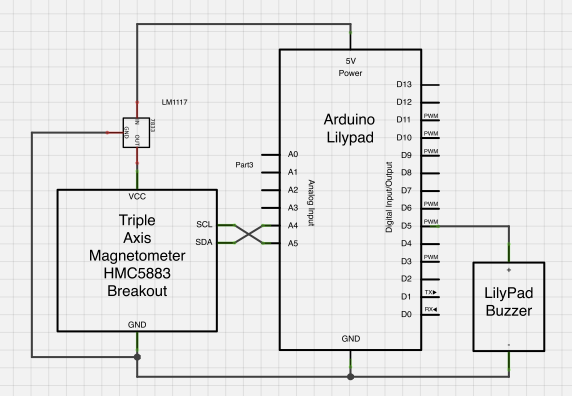 5V
Power
LM1117
IN
GND
OUT
7833
Arduino
Lilypad
D13
D12
D11 PWM
D10 PWM
D9 PWM
D8
D7
D6 PWM
D5 PWM
D4
D3 PWM
D2
D1 TX▶
D0 RX◀
Digital Input/Output
Part3
A0
A1
A2
A3
A4
A5
Analog Input
GND
VCC
Triple
Axis
Magnetometer
HMC5883
Breakout
SCL
SDA
GND
+
LilyPad
Buzzer
-